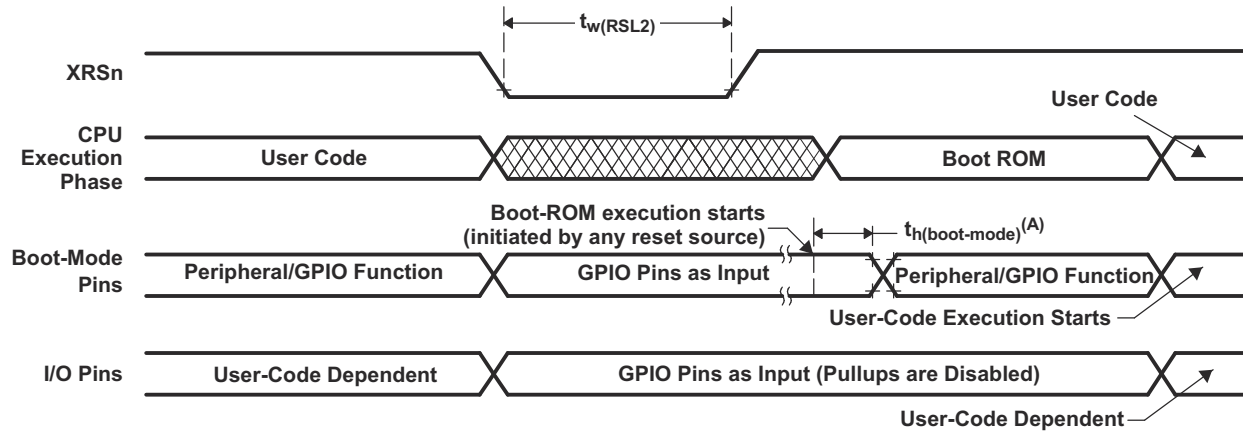 tw(RSL2)
XRSn
User Code
CPU
Execution
Phase
User Code
Boot ROM
Boot-ROM execution starts
(initiated by any reset source)
th(boot-mode)(A)
Boot-Mode
Pins
Peripheral/GPIO Function
GPIO Pins as Input
Peripheral/GPIO Function
User-Code Execution Starts
I/O Pins
User-Code Dependent
GPIO Pins as Input (Pullups are Disabled)
User-Code Dependent